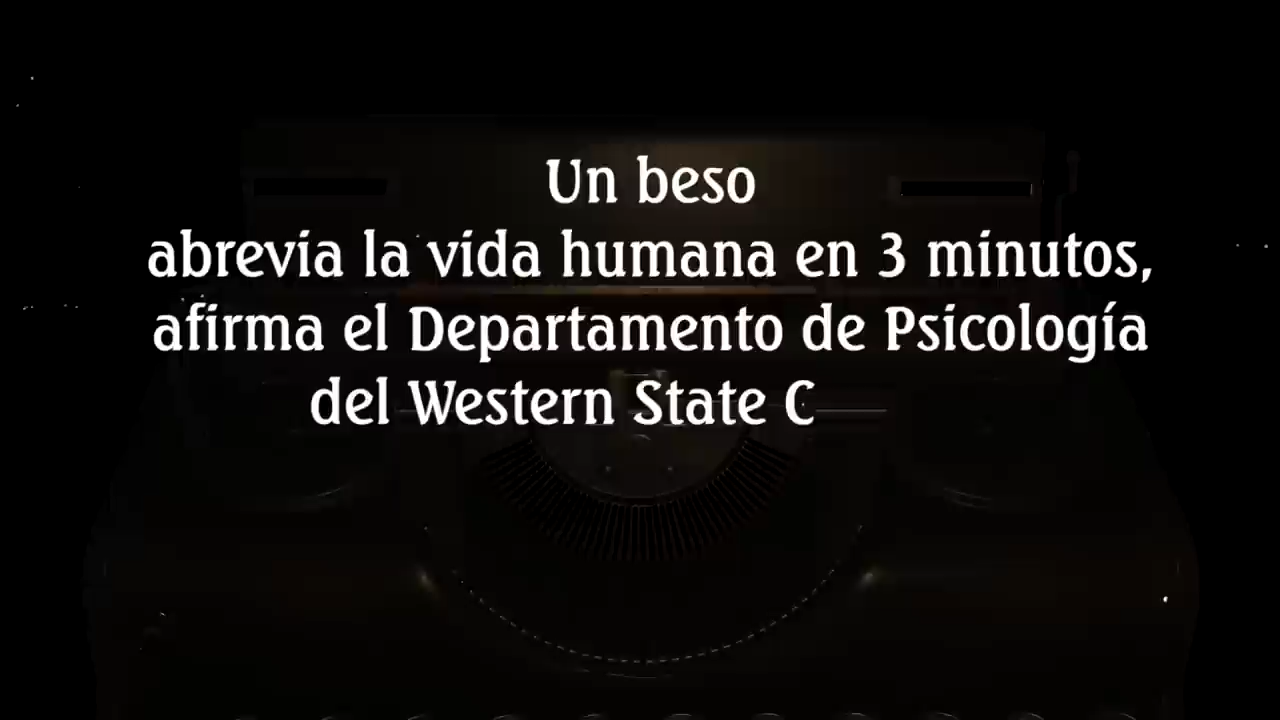 Un beso
abrevia la vida humana en 3 minutos,
afirma el Departamento de Psicología
del Western State C